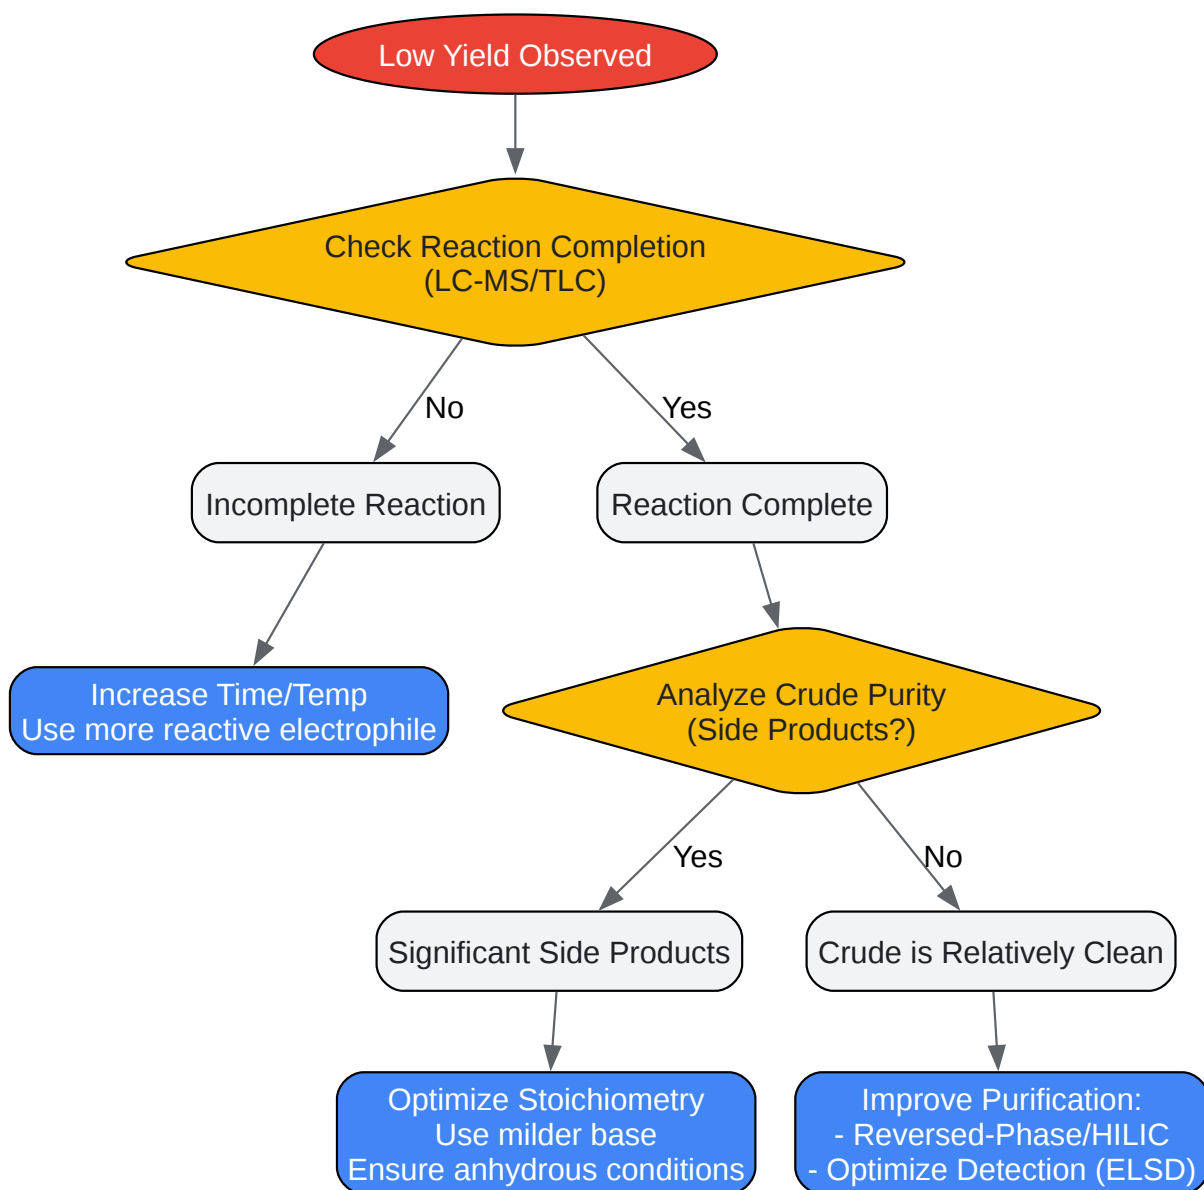 Low Yield Observed
Check Reaction Completion
(LC-MS/TLC)
No
Yes
Incomplete Reaction
Reaction Complete
Increase Time/Temp
Use more reactive electrophile
Analyze Crude Purity
(Side Products?)
Yes
No
Significant Side Products
Crude is Relatively Clean
Optimize Stoichiometry
Use milder base
Ensure anhydrous conditions
Improve Purification:
- Reversed-Phase/HILIC
- Optimize Detection (ELSD)